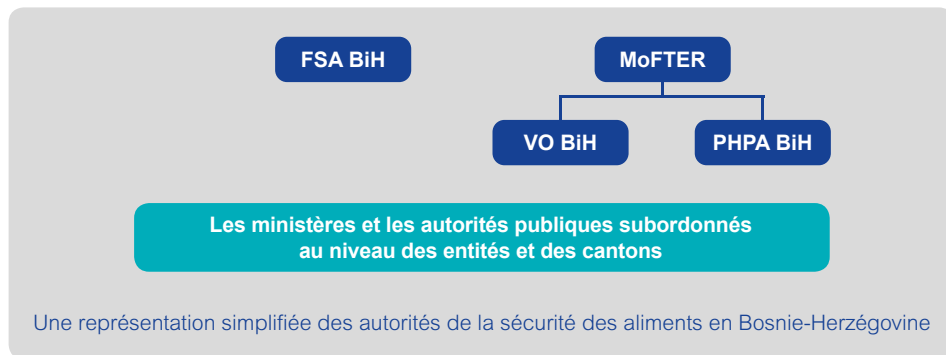 FSA BiH
MoFTER
VO BiH
PHPA BiH
Les ministères et les autorités publiques subordonnés
au niveau des entités et des cantons
Une représentation simplifiée des autorités de la sécurité des aliments en Bosnie-Herzégovine